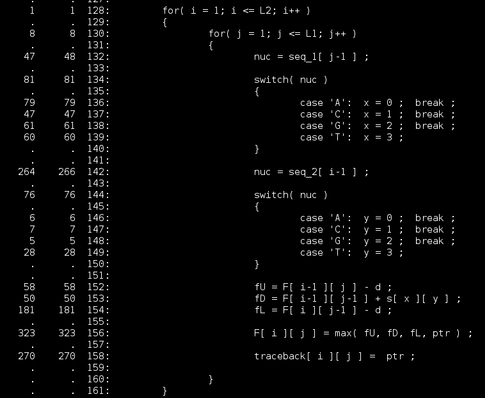 .    .    127:
1    1    128:        for( i = 1; i <= L2; i++ )
.    .    129:        {
8    8    130:                for( j = 1; j <= L1; j++ )
.    .    131:                {
47    48    132:                        nuc = seq_1[ j-1 ] ;
.    .    133:
81    81    134:                        switch( nuc )
.    .    135:                        {
79    79    136:                                case 'A':  x = 0 ;  break ;
47    47    137:                                case 'C':  x = 1 ;  break ;
61    61    138:                                case 'G':  x = 2 ;  break ;
60    60    139:                                case 'T':  x = 3 ;
.    .    140:                        }
.    .    141:
264    266    142:                        nuc = seq_2[ i-1 ] ;
.    .    143:
76    76    144:                        switch( nuc )
.    .    145:                        {
6    6    146:                                case 'A':  y = 0 ;  break ;
7    7    147:                                case 'C':  y = 1 ;  break ;
5    5    148:                                case 'G':  y = 2 ;  break ;
28    28    149:                                case 'T':  y = 3 ;
.    .    150:                        }
.    .    151:
58    58    152:                        fU = F[ i-1 ][ j ] - d ;
50    50    153:                        fD = F[ i-1 ][ j-1 ] + s[ x ][ y ] ;
181    181    154:                        fL = F[ i ][ j-1 ] - d ;
.    .    155:
323    323    156:                        F[ i ][ j ] = max( fU, fD, fL, ptr ) ;
.    .    157:
270    270    158:                        traceback[ i ][ j ] =  ptr ;
.    .    159:
.    .    160:                }
.    .    161:        }